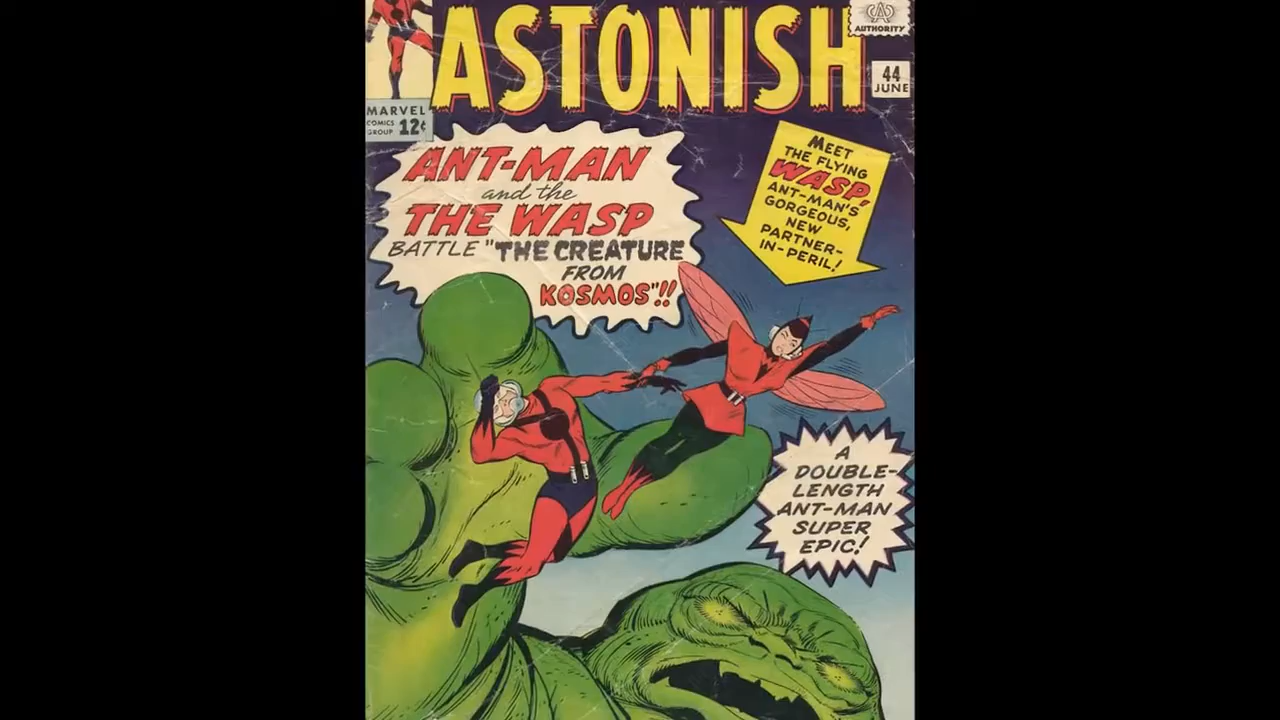 ASTONISH
AUTHORITY
44
JUNE
MARVEL
COMICS
GROUP 12¢
ANT-MAN
and the
THE WASP
BATTLE "THE CREATURE
FROM
KOSMOS"!!
MEET
THE FLYING
WASP,
ANT-MAN'S
GORGEOUS,
NEW
PARTNER-
IN-PERIL!
A
DOUBLE-
LENGTH
ANT-MAN
SUPER
EPIC!